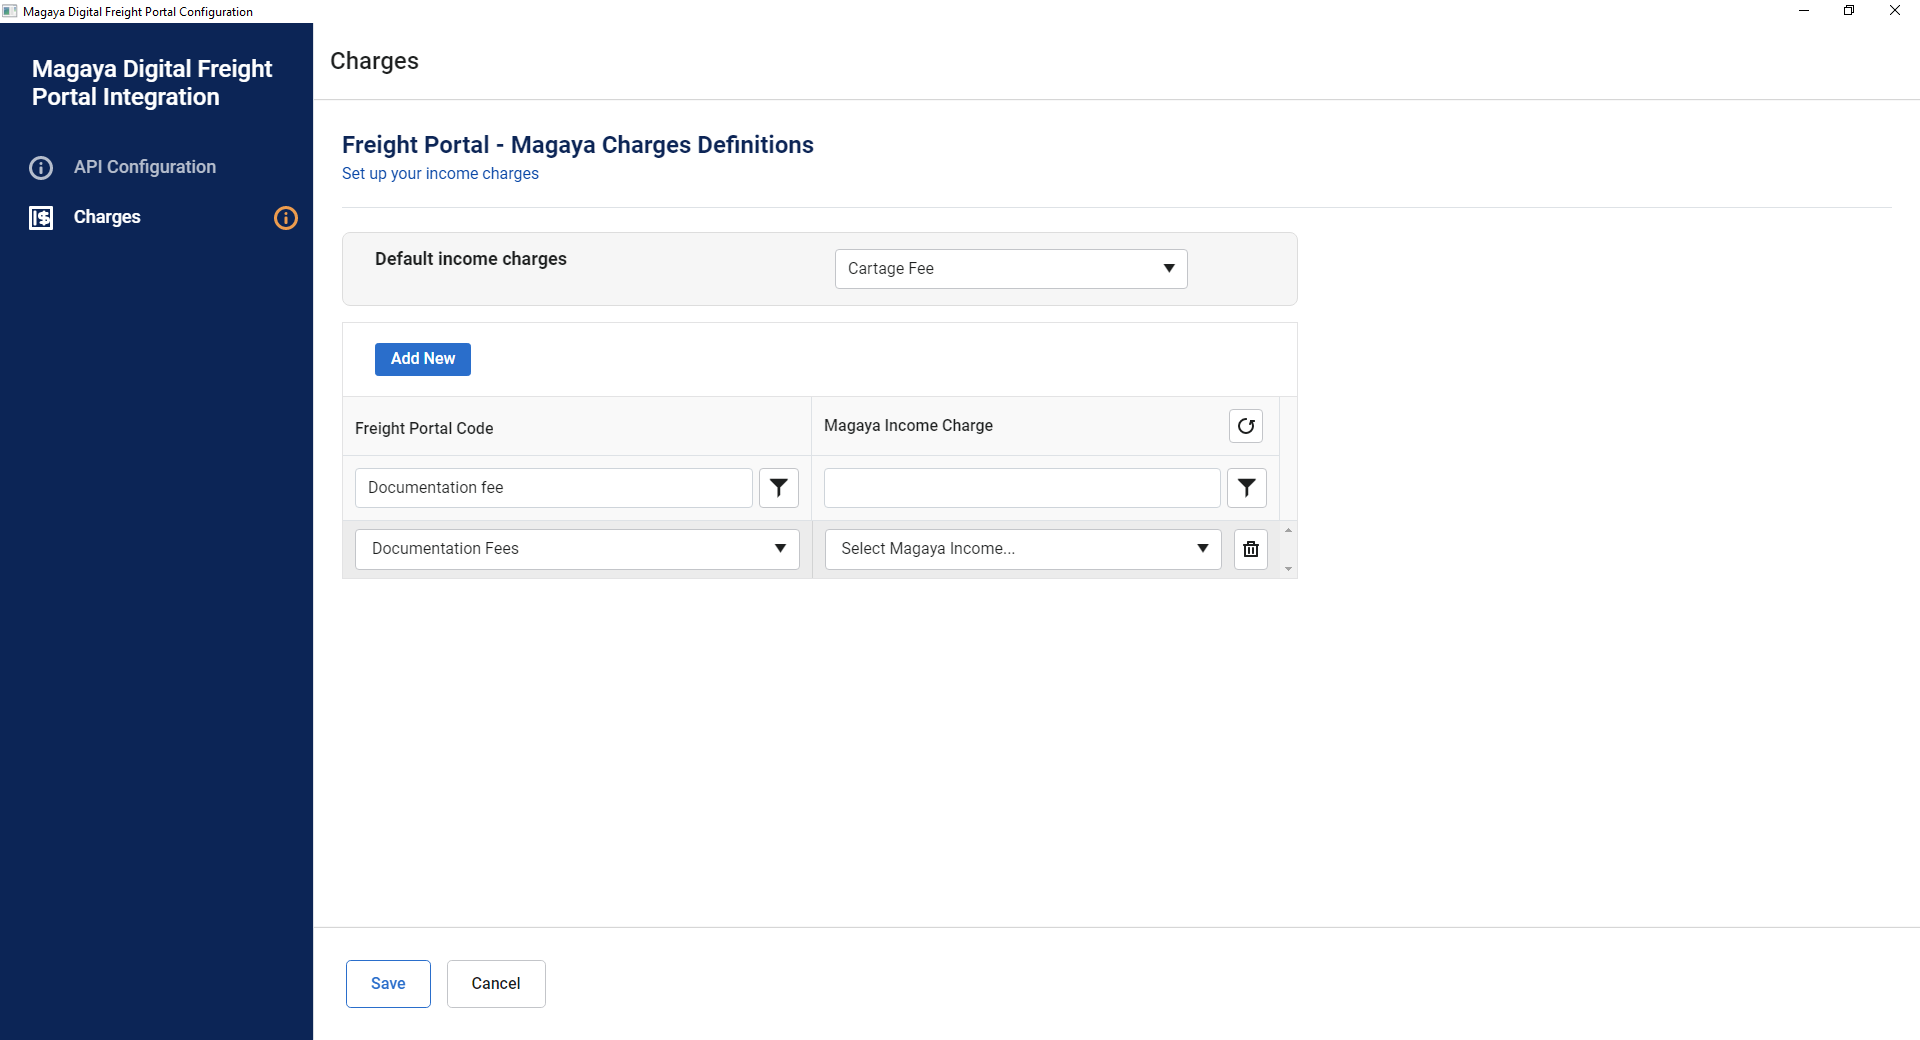 Magaya Digital Freight Portal Configuration
Magaya Digital Freight
Portal Integration
API Configuration
Charges
Charges
Freight Portal - Magaya Charges Definitions
Set up your income charges
Default income charges
Cartage Fee
Add New
Freight Portal Code
Magaya Income Charge
Documentation fee
Documentation Fees
Select Magaya Income...
Save
Cancel